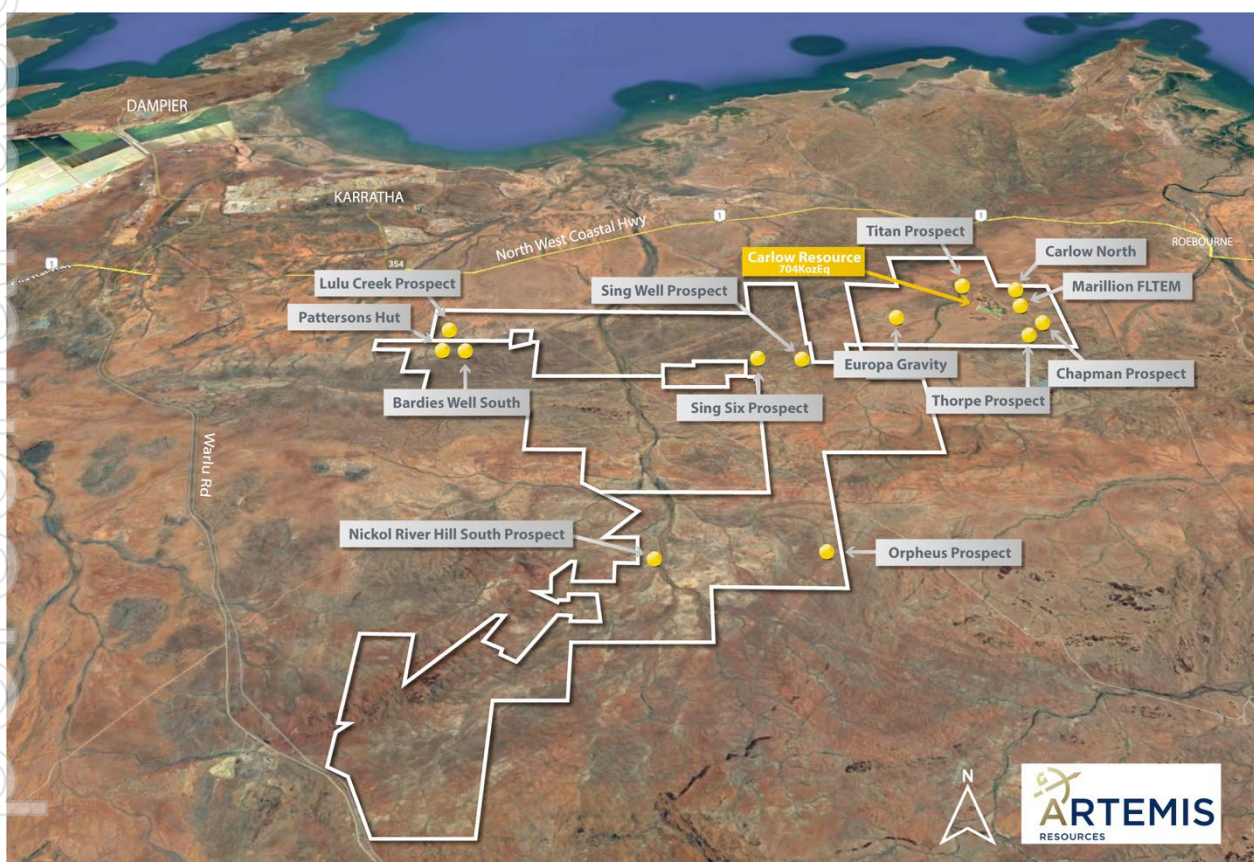 DAMPIER
KARRATHA
North West Coastal Hwy
1
1
1
354
Warlu Rd
ROEBOURNE
Titan Prospect
Carlow North
Carlow Resource
704KozEq
Marillion FLTEM
Lulu Creek Prospect
Sing Well Prospect
Pattersons Hut
Europa Gravity
Chapman Prospect
Bardies Well South
Sing Six Prospect
Thorpe Prospect
Nickol River Hill South Prospect
Orpheus Prospect
N
ARTEMIS
RESOURCES